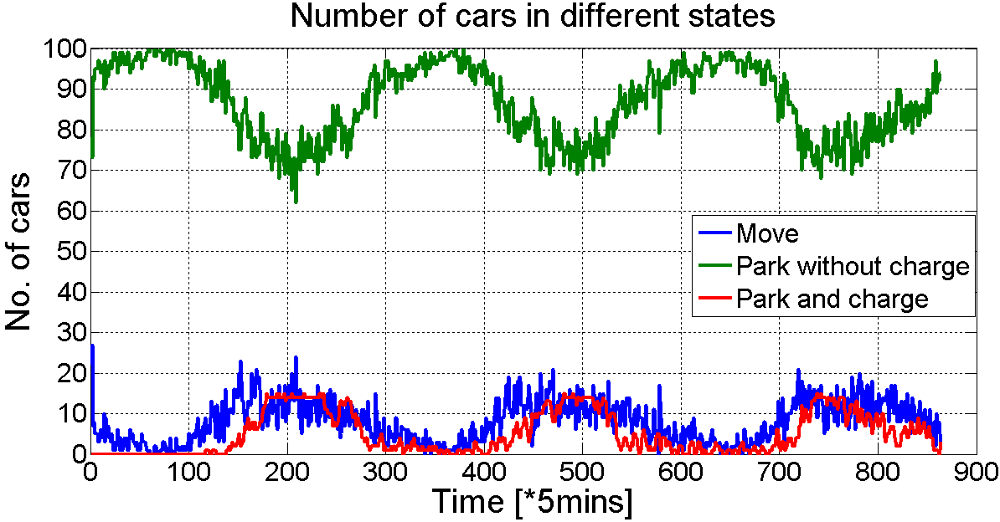 Number of cars in different states
100
90
80
70
60
50
40
30
20
10
0
No. of cars
Move
Park without charge
Park and charge
0 100 200 300 400 500 600 700 800 900
Time [*5mins]